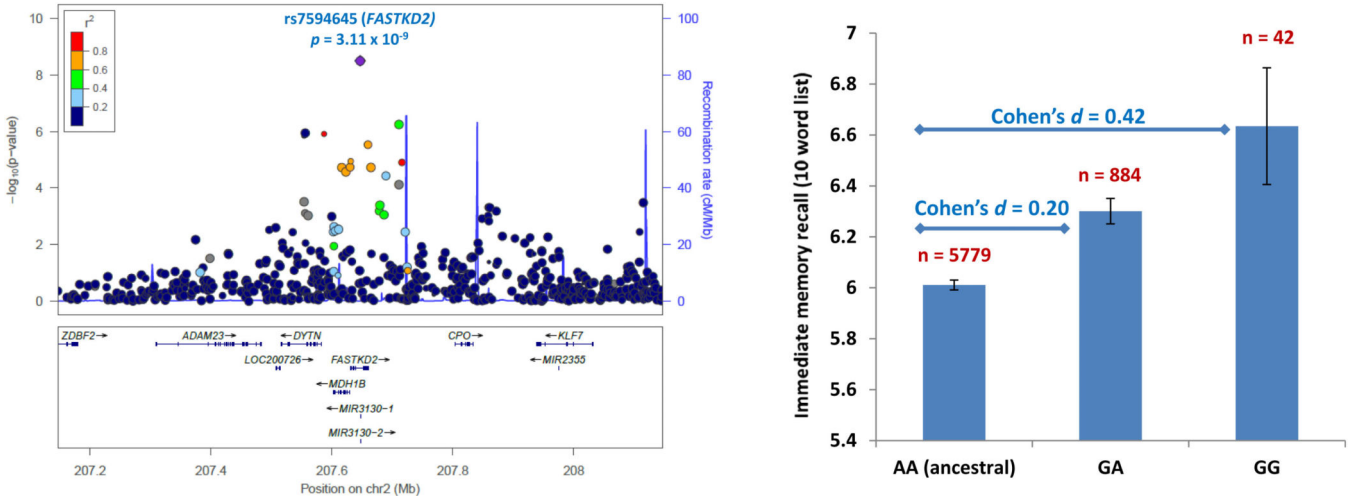 rs7594645 (FASTKD2)
p = 3.11 x 10-9
r2
0.8
0.6
0.4
0.2
10
8
6
4
2
0
−log10(p−value)
100
80
60
40
20
0
Recombination rate (cM/Mb)
ZDBF2→
ADAM23→
←DYTN
CPO→
←KLF7
LOC200726→
FASTKD2→
←MIR2355
←MDH1B
←MIR3130−1
MIR3130−2→
207.2
207.4
207.6
207.8
208
Position on chr2 (Mb)
Immediate memory recall (10 word list)
7
6.8
6.6
6.4
6.2
6
5.8
5.6
5.4
n = 42
Cohen's d = 0.42
n = 884
Cohen's d = 0.20
n = 5779
AA (ancestral)
GA
GG